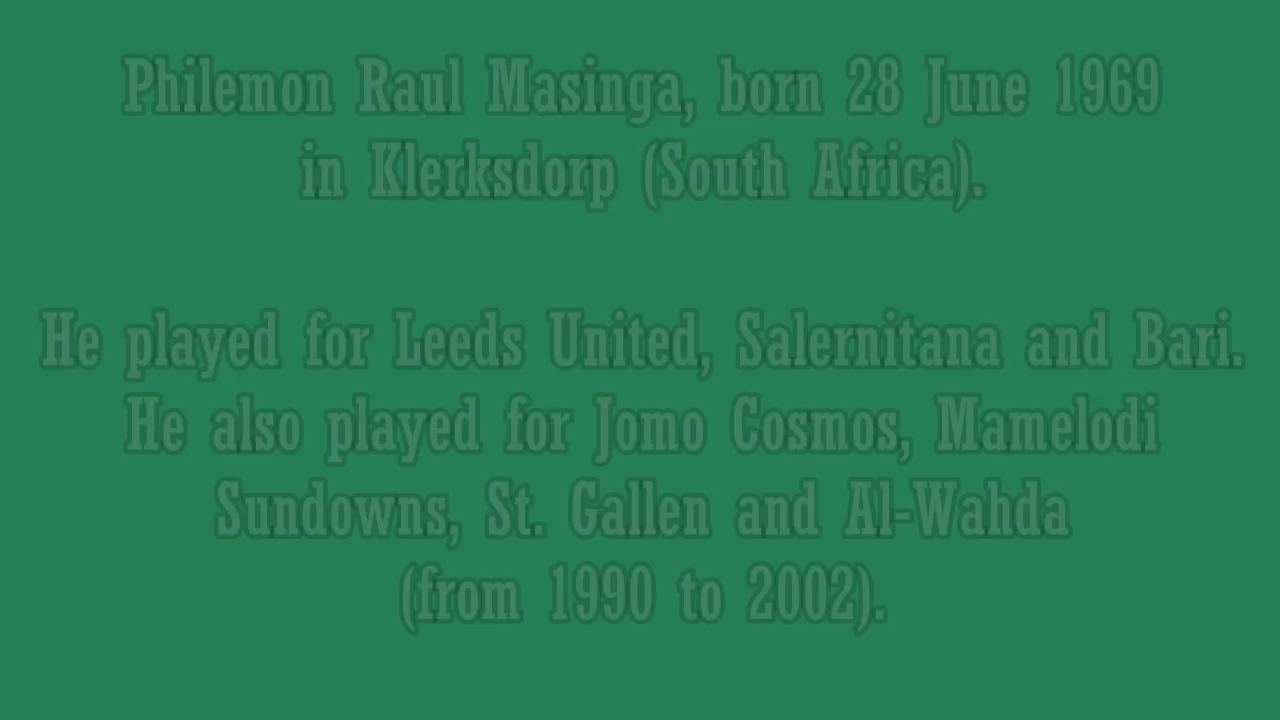 Philemon Raul Masinga, born 28 June 1969
in Klerksdorp (South Africa).
He played for Leeds United, Salernitana and Bari.
He also played for Jomo Cosmos, Mamelodi
Sundowns, St. Gallen and Al-Wahda
(from 1990 to 2002).